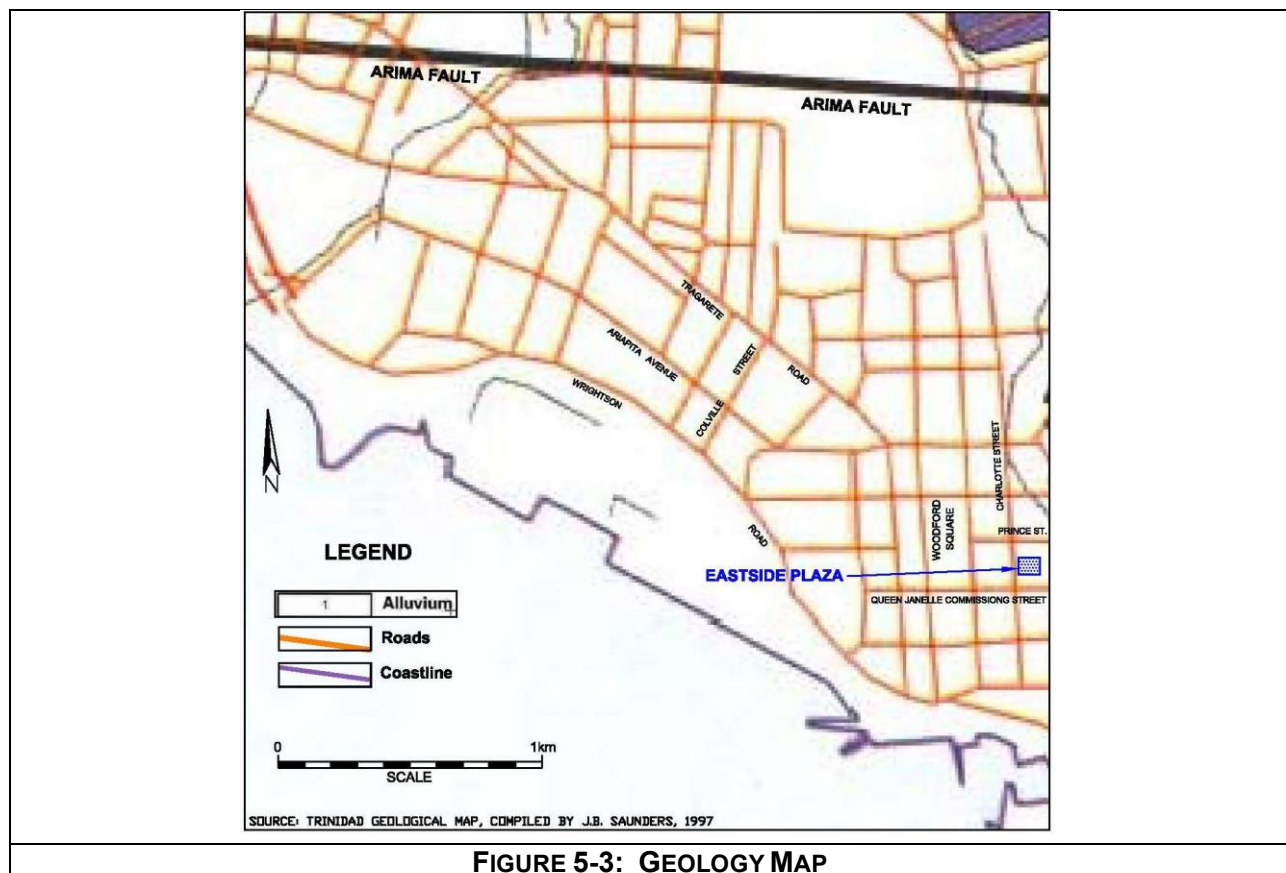 ARIMA FAULT
ARIMA FAULT
TRAGARETE
ROAD
ARIAPITA AVENUE
COLVILLE
STREET
WRIGHTSON
ROAD
CHARLOTTE STREET
WOODFORD
SQUARE
PRINCE ST.
EASTSIDE PLAZA
QUEEN JANELLE COMMISSIONG STREET
N
LEGEND
1 Alluvium
Roads
Coastline
0 1km
SCALE
SOURCE: TRINIDAD GEOLOGICAL MAP, COMPILED BY J.B. SAUNDERS, 1997
FIGURE 5-3: GEOLOGY MAP